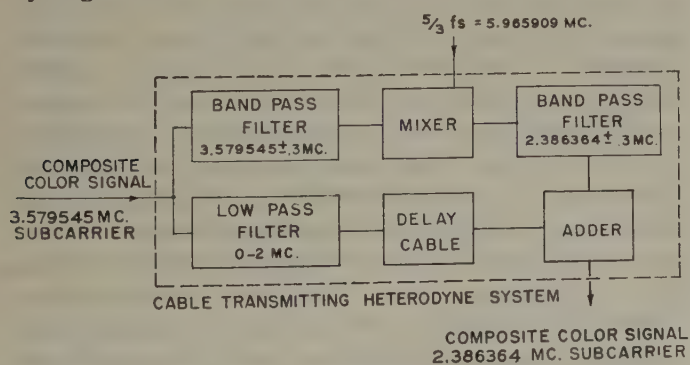 5/3 fs = 5.965909 MC.
BAND PASS
FILTER
3.579545±.3MC.
MIXER
BAND PASS
FILTER
2.386364± .3MC.
COMPOSITE
COLOR SIGNAL
3.579545 MC.
SUBCARRIER
LOW PASS
FILTER
0-2 MC.
DELAY
CABLE
ADDER
CABLE TRANSMITTING HETERODYNE SYSTEM
COMPOSITE COLOR SIGNAL
2.386364 MC. SUBCARRIER